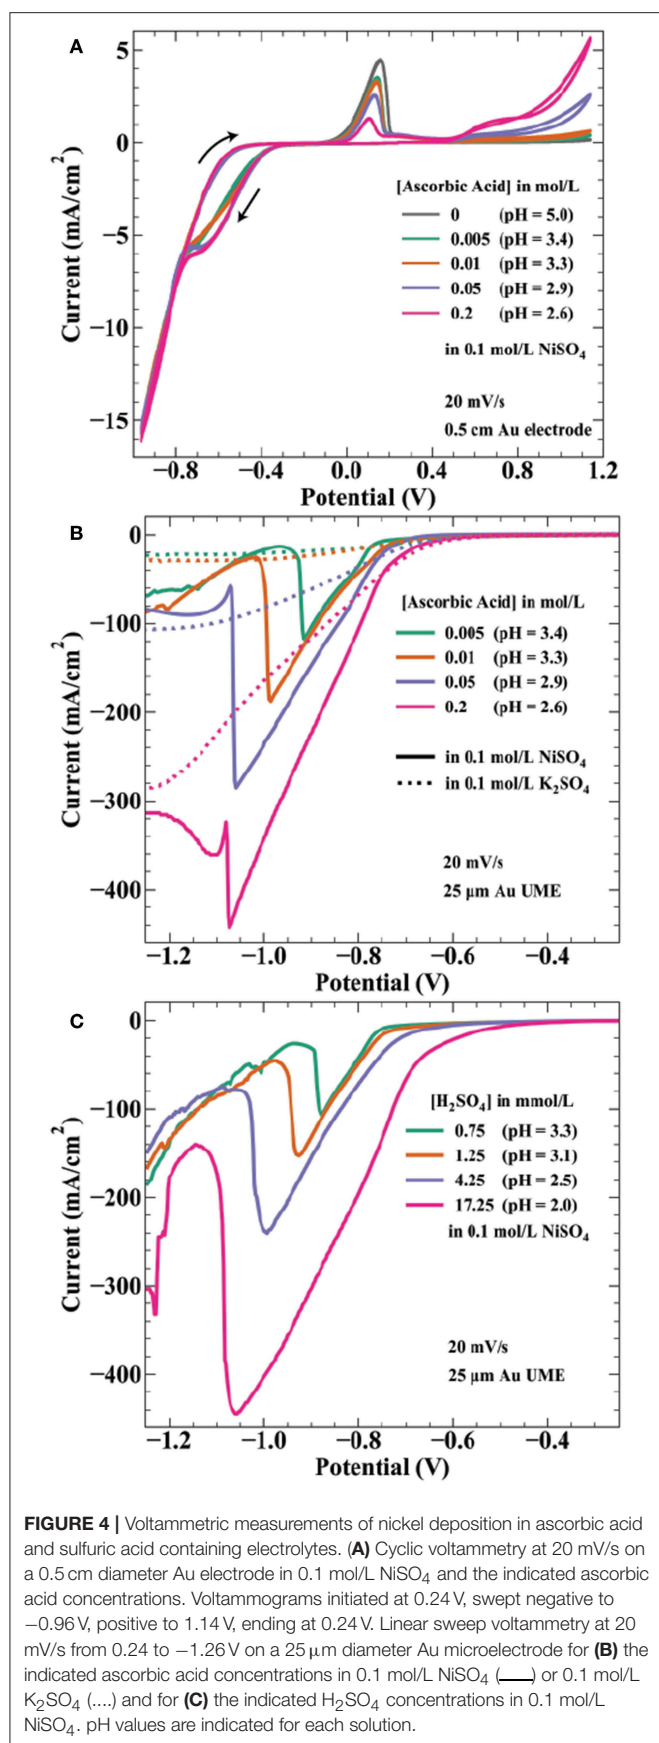 A
5
0
−5
−10
−15
Current (mA/cm²)
[Ascorbic Acid] in mol/L
0 (pH = 5.0)
0.005 (pH = 3.4)
0.01 (pH = 3.3)
0.05 (pH = 2.9)
0.2 (pH = 2.6)
in 0.1 mol/L NiSO₄
20 mV/s
0.5 cm Au electrode
−0.8 −0.4 0.0 0.4 0.8 1.2
Potential (V)
B
0
−100
−200
−300
−400
Current (mA/cm²)
[Ascorbic Acid] in mol/L
0.005 (pH = 3.4)
0.01 (pH = 3.3)
0.05 (pH = 2.9)
0.2 (pH = 2.6)
in 0.1 mol/L NiSO₄
in 0.1 mol/L K₂SO₄
20 mV/s
25 µm Au UME
−1.2 −1.0 −0.8 −0.6 −0.4
Potential (V)
C
0
−100
−200
−300
−400
Current (mA/cm²)
[H₂SO₄] in mmol/L
0.75 (pH = 3.3)
1.25 (pH = 3.1)
4.25 (pH = 2.5)
17.25 (pH = 2.0)
in 0.1 mol/L NiSO₄
20 mV/s
25 µm Au UME
−1.2 −1.0 −0.8 −0.6 −0.4
Potential (V)
FIGURE 4 | Voltammetric measurements of nickel deposition in ascorbic acid
and sulfuric acid containing electrolytes. (A) Cyclic voltammetry at 20 mV/s on
a 0.5 cm diameter Au electrode in 0.1 mol/L NiSO₄ and the indicated ascorbic
acid concentrations. Voltammograms initiated at 0.24 V, swept negative to
−0.96 V, positive to 1.14 V, ending at 0.24 V. Linear sweep voltammetry at 20
mV/s from 0.24 to −1.26 V on a 25 µm diameter Au microelectrode for (B) the
indicated ascorbic acid concentrations in 0.1 mol/L NiSO₄ (___) or 0.1 mol/L
K₂SO₄ (....) and for (C) the indicated H₂SO₄ concentrations in 0.1 mol/L
NiSO₄. pH values are indicated for each solution.